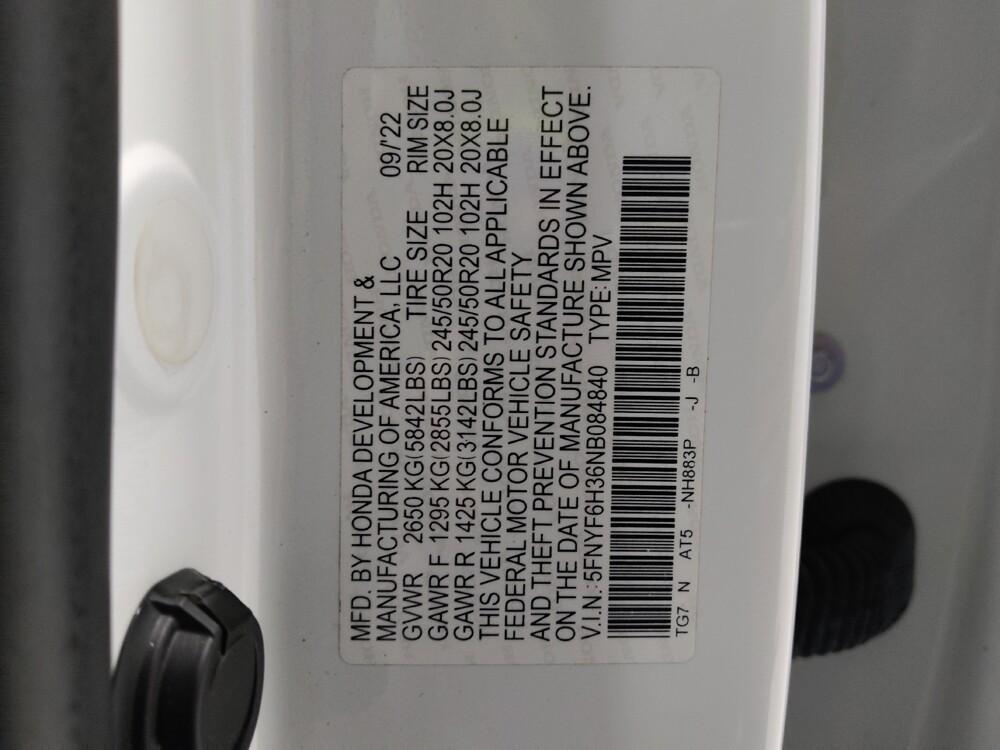 MFD. BY HONDA DEVELOPMENT &
MANUFACTURING OF AMERICA, LLC 09/'22
GVWR 2650 KG(5842LBS) TIRE SIZE RIM SIZE
GAWR F 1295 KG(2855LBS) 245/50R20 102H 20X8.0J
GAWR R 1425 KG(3142LBS) 245/50R20 102H 20X8.0J
THIS VEHICLE CONFORMS TO ALL APPLICABLE
FEDERAL MOTOR VEHICLE SAFETY
AND THEFT PREVENTION STANDARDS IN EFFECT
ON THE DATE OF MANUFACTURE SHOWN ABOVE.
V.I.N.:5FNYF6H36NB084840 TYPE:MPV
TG7 N AT5 -NH883P -J -B